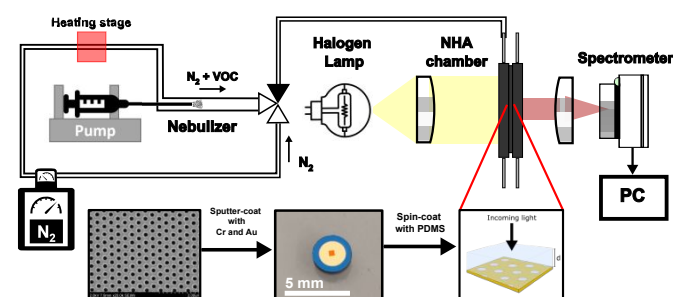 Heating stage
N2 + VOC
Pump
Nebulizer
N2
N2
Halogen
Lamp
NHA
chamber
Spectrometer
PC
Sputter-coat
with
Cr and Au
5 mm
Spin-coat
with PDMS
Incoming light
d